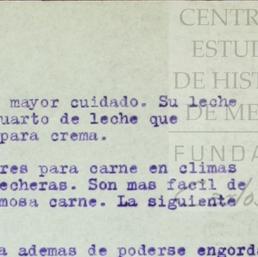 CENTR
ESTU
DE HIS
DE ME
FUNDA
mayor cuidado. Su leche
uarto de leche que
para crema.
res para carne en climas
echeras. Son mas facil de
mosa carne. La siguiente
a ademas de poderse engord